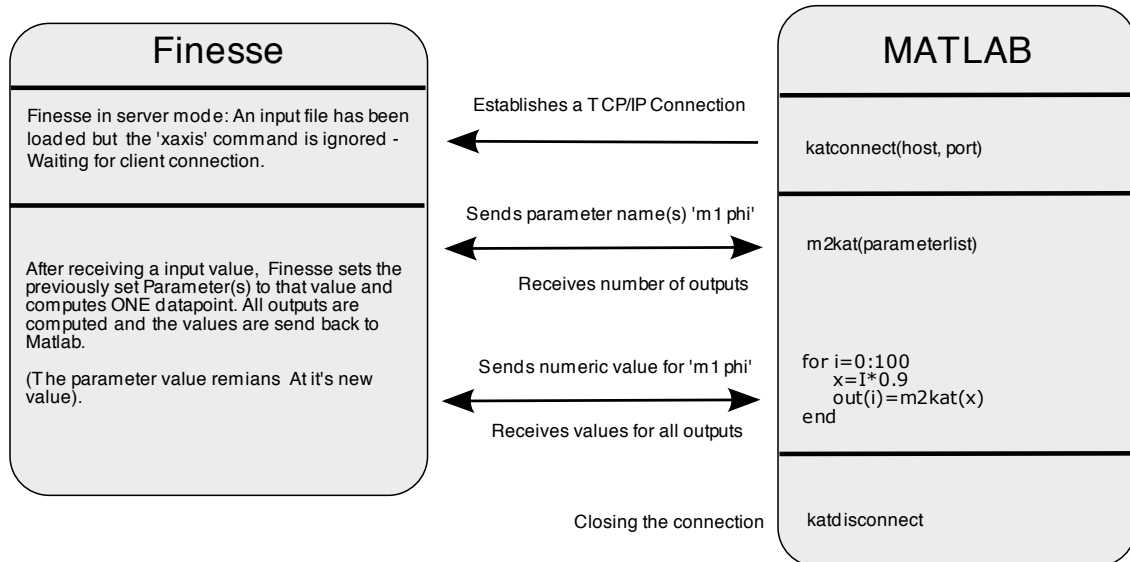 Finesse
Finesse in server mode: An input file has been
loaded but the 'xaxis' command is ignored -
Waiting for client connection.
After receiving a input value, Finesse sets the
previously set Parameter(s) to that value and
computes ONE datapoint. All outputs are
computed and the values are send back to
Matlab.
(The parameter value remians At it's new
value).
Establishes a TCP/IP Connection
Sends parameter name(s) 'm1 phi'
Receives number of outputs
Sends numeric value for 'm1 phi'
Receives values for all outputs
Closing the connection
MATLAB
katconnect(host, port)
m2kat(parameterlist)
for i=0:100
x=I*0.9
out(i)=m2kat(x)
end
katdisconnect